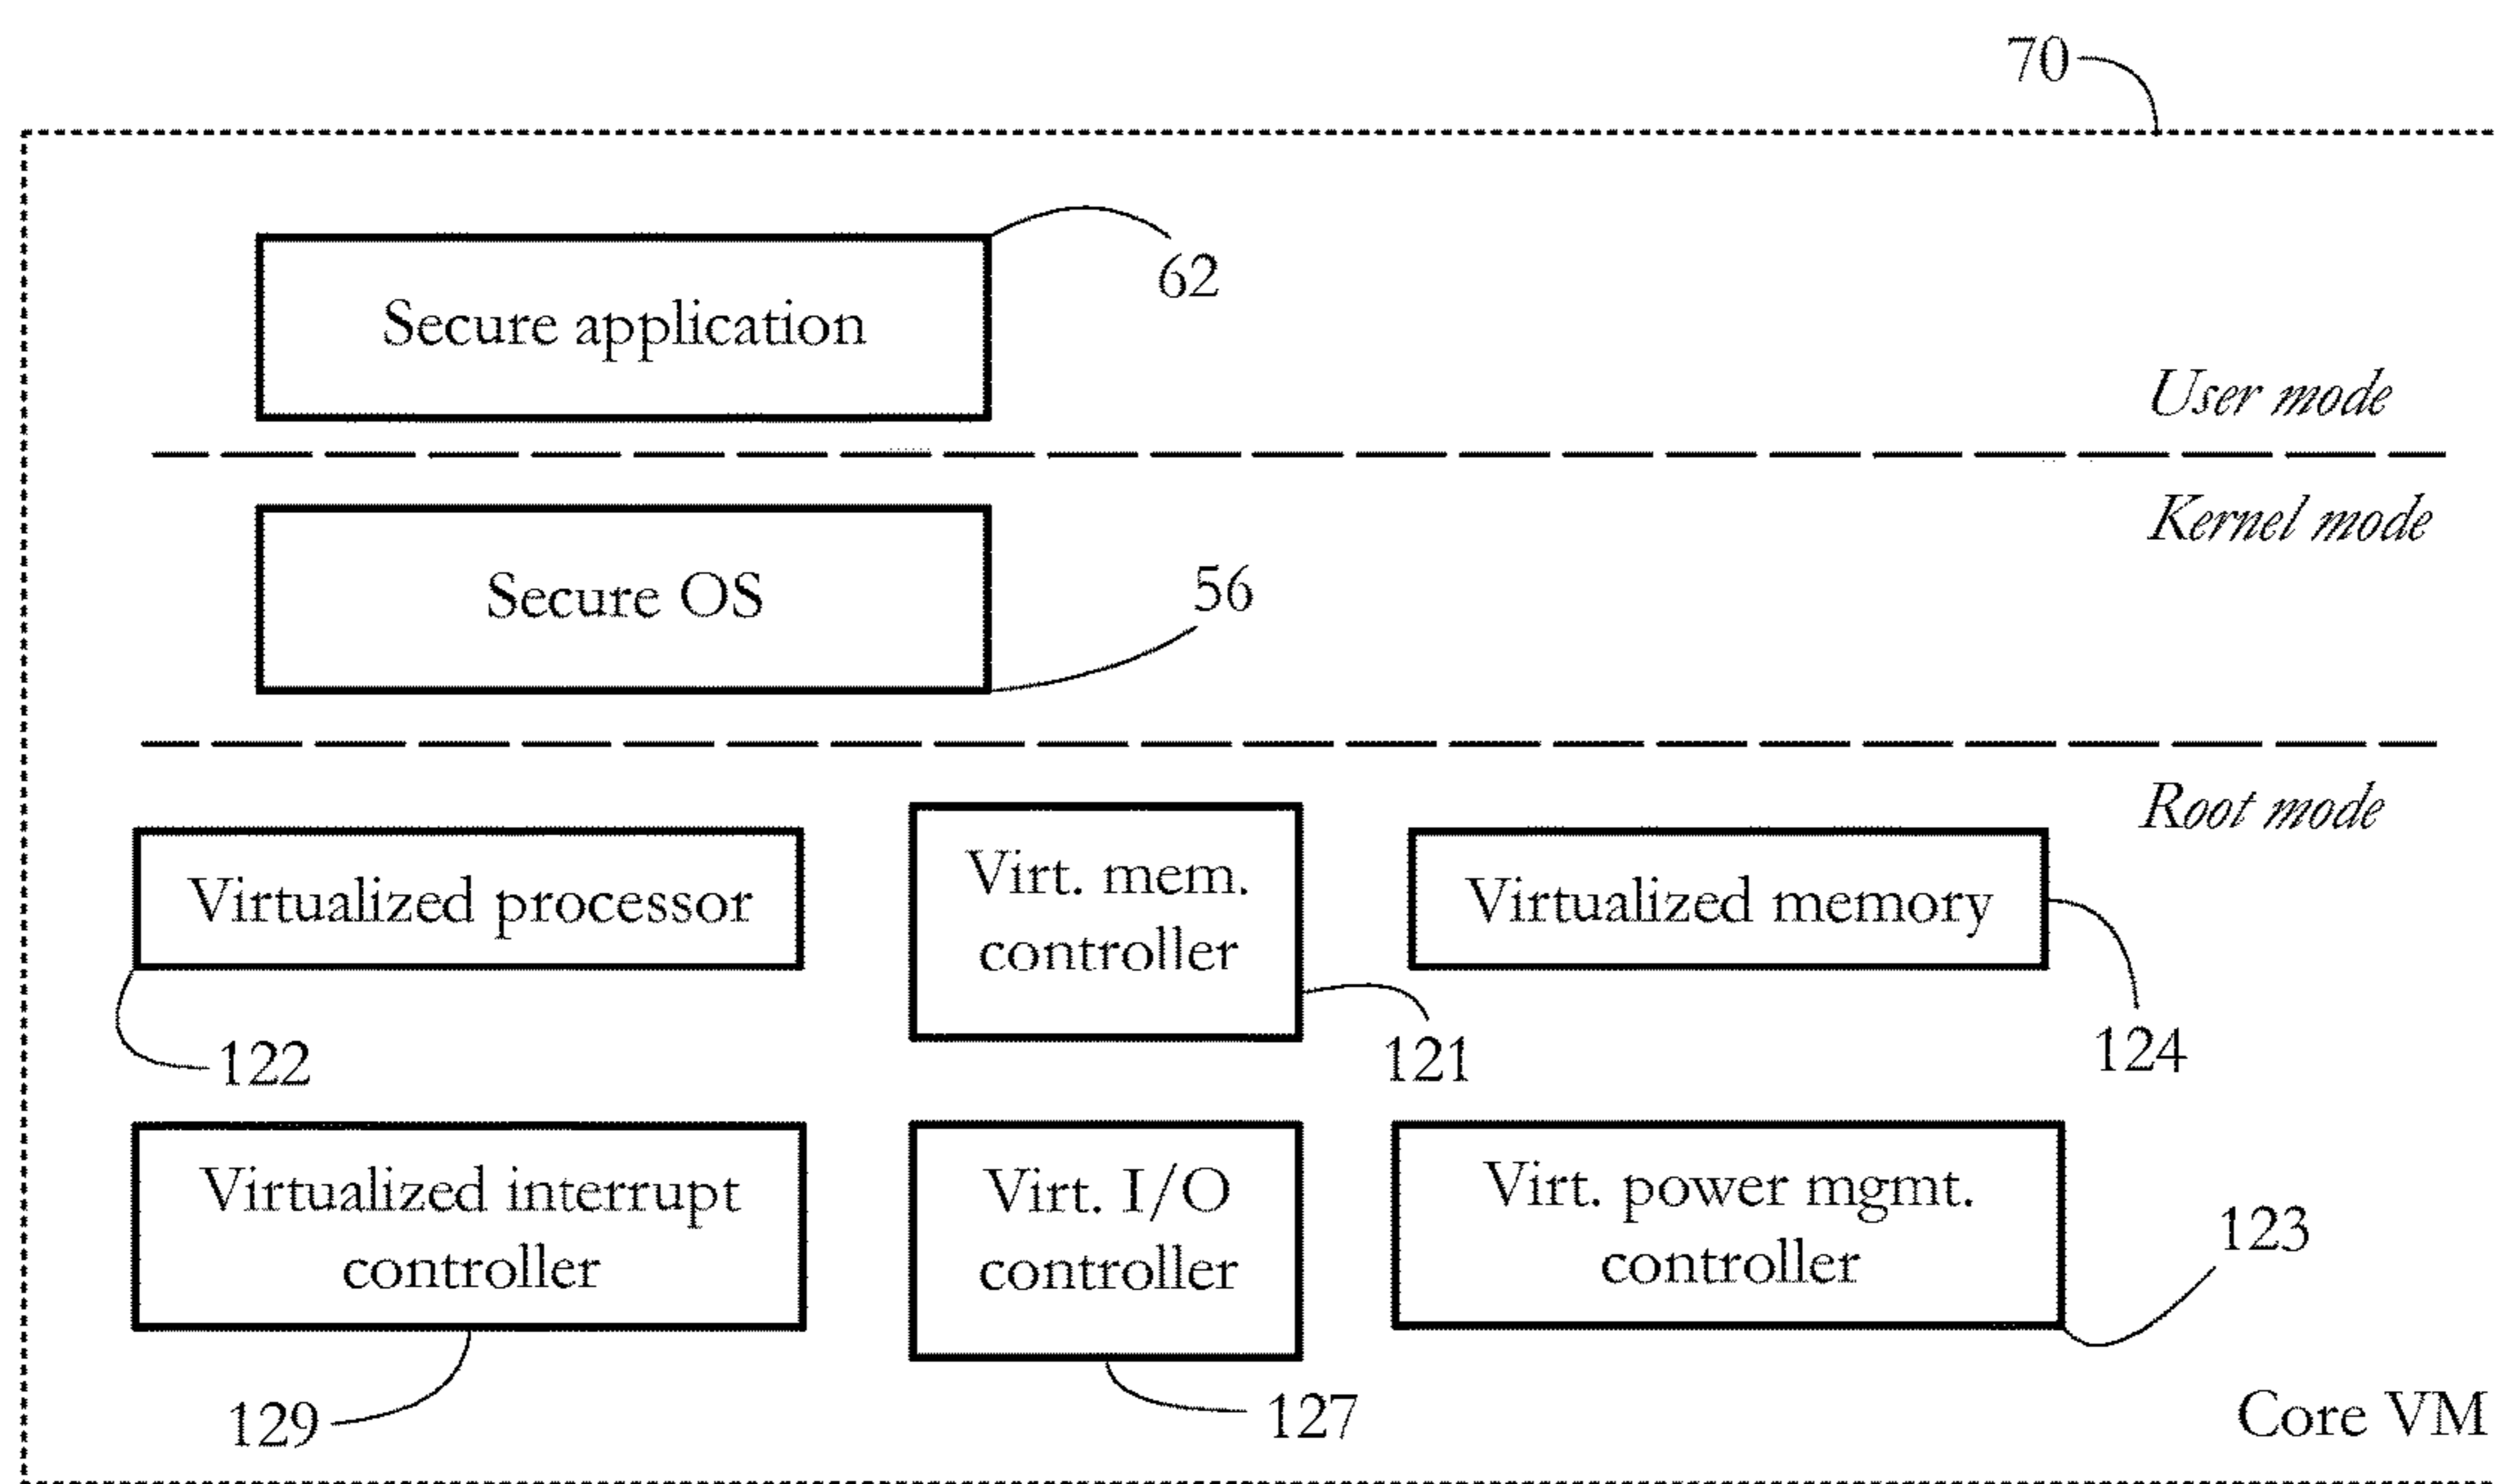 70
Secure application
62
User mode
Kernel mode
Secure OS
56
Root mode
Virtualized processor
Virt. mem.
controller
Virtualized memory
122
121
124
Virtualized interrupt
controller
Virt. I/O
controller
Virt. power mgmt.
controller
123
129
127
Core VM